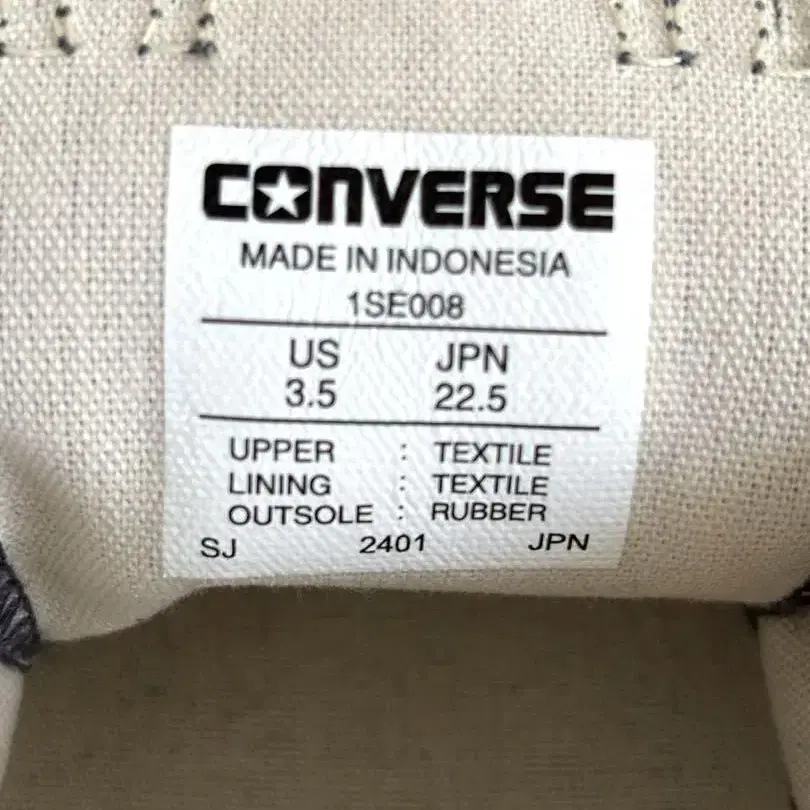 CONVERSE
MADE IN INDONESIA
1SE008
US JPN
3.5 22.5
UPPER : TEXTILE
LINING : TEXTILE
OUTSOLE : RUBBER
SJ 2401 JPN